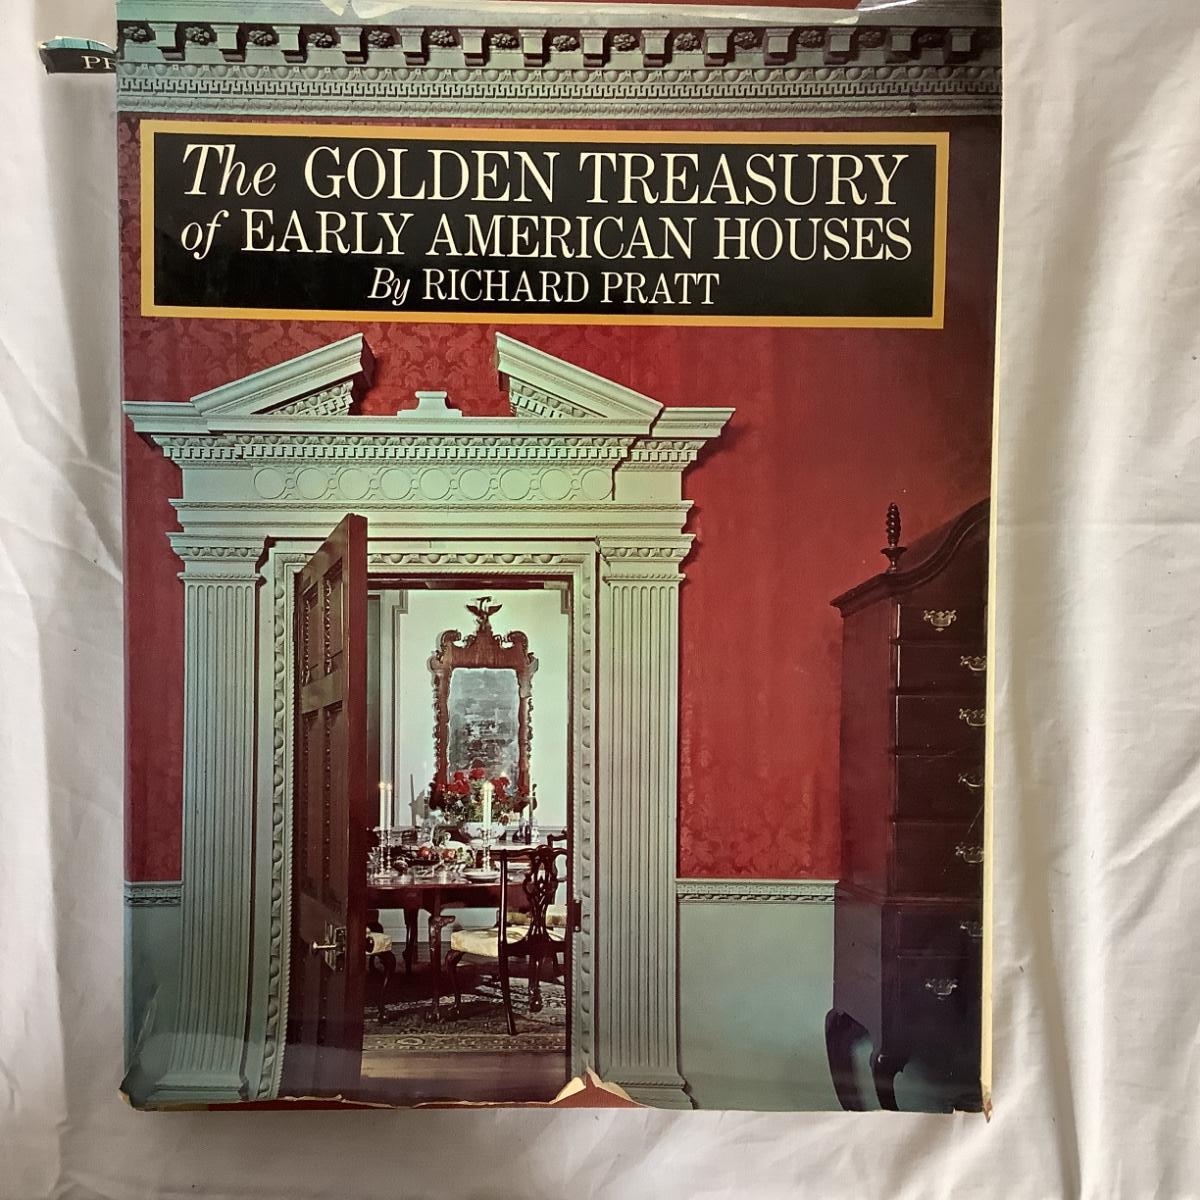 The GOLDEN TREASURY
of EARLY AMERICAN HOUSES
By RICHARD PRATT